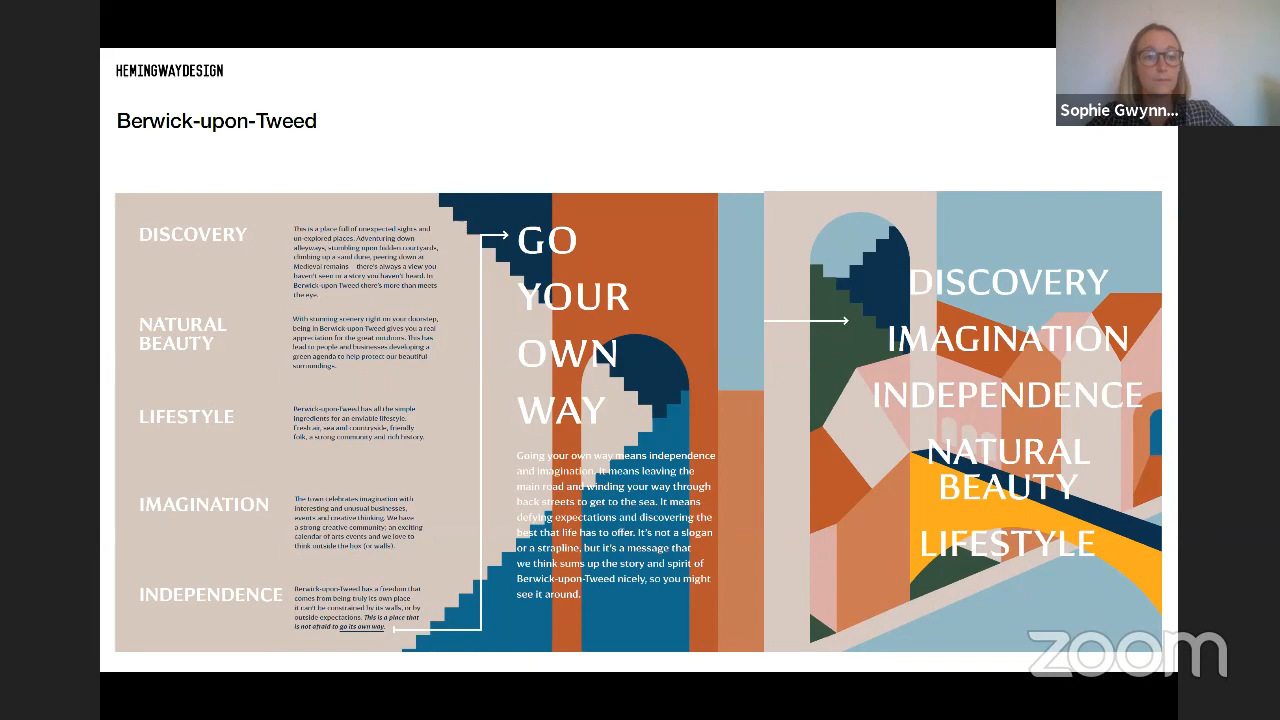 HEMINGWAYDESIGN
Berwick-upon-Tweed
Sophie Gwynn...
DISCOVERY
This is a place full of unexpected sights and
un-explored places. Adventuring down
alleyways, stumbling upon hidden courtyards,
climbing up a sand dune, peering down at
Medieval remains – there's always a view you
haven't seen or a story you haven't heard. In
Berwick-upon-Tweed there's more than meets
the eye.
NATURAL
BEAUTY
With stunning scenery right on your doorstep,
being in Berwick-upon-Tweed gives you a real
appreciation for the great outdoors. This has
lead to people and businesses developing a
green agenda to help protect our beautiful
surroundings.
LIFESTYLE
Berwick-upon-Tweed has all the simple
ingredients for an enviable lifestyle.
Fresh air, sea and countryside, friendly
folk, a strong community and rich history.
IMAGINATION
The town celebrates imagination with
interesting and unusual businesses,
events and creative thinking. We have
a strong creative community; an exciting
calendar of arts events and we love to
think outside the box (or walls).
INDEPENDENCE
Berwick-upon-Tweed has a freedom that
comes from being truly its own place
it can't be constrained by its walls, or by
outside expectations. This is a place that
is not afraid to go its own way.
GO
YOUR
OWN
WAY
Going your own way means independence
and imagination. It means leaving the
main road and winding your way through
back streets to get to the sea. It means
defying expectations and discovering the
best that life has to offer. It's not a slogan
or a strapline, but it's a message that
we think sums up the story and spirit of
Berwick-upon-Tweed nicely, so you might
see it around.
DISCOVERY
IMAGINATION
INDEPENDENCE
NATURAL
BEAUTY
LIFESTYLE
zoom